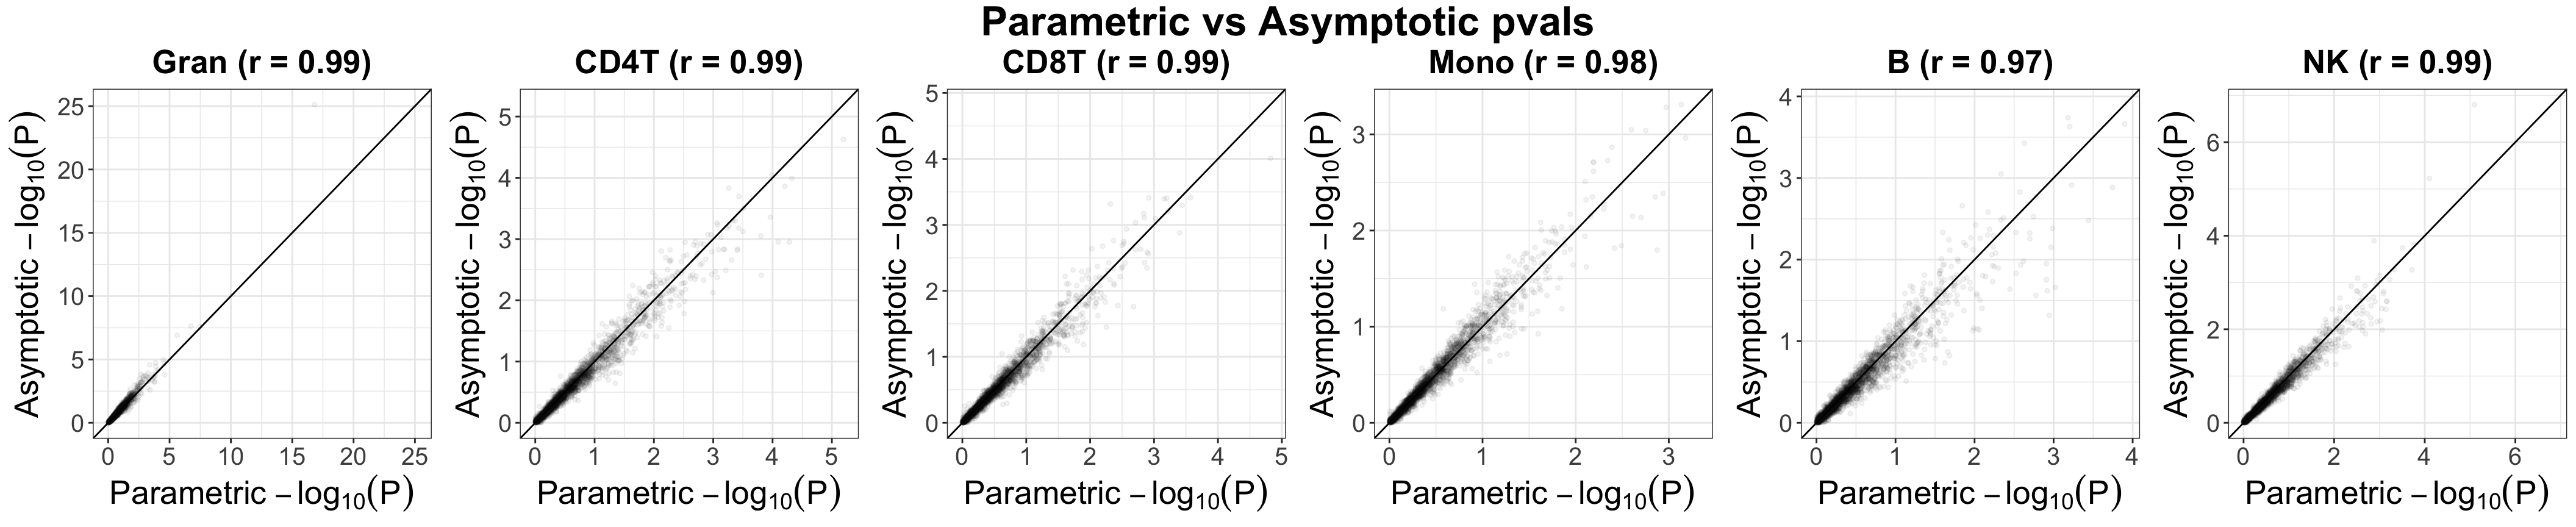 Parametric vs Asymptotic pvals
Gran (r = 0.99)
Asymptotic −log10(P)
25
20
15
10
5
0
0 5 10 15 20 25
Parametric −log10(P)
CD4T (r = 0.99)
Asymptotic −log10(P)
5
4
3
2
1
0
0 1 2 3 4 5
Parametric −log10(P)
CD8T (r = 0.99)
Asymptotic −log10(P)
5
4
3
2
1
0
0 1 2 3 4 5
Parametric −log10(P)
Mono (r = 0.98)
Asymptotic −log10(P)
3
2
1
0
0 1 2 3
Parametric −log10(P)
B (r = 0.97)
Asymptotic −log10(P)
4
3
2
1
0
0 1 2 3 4
Parametric −log10(P)
NK (r = 0.99)
Asymptotic −log10(P)
6
4
2
0
0 2 4 6
Parametric −log10(P)